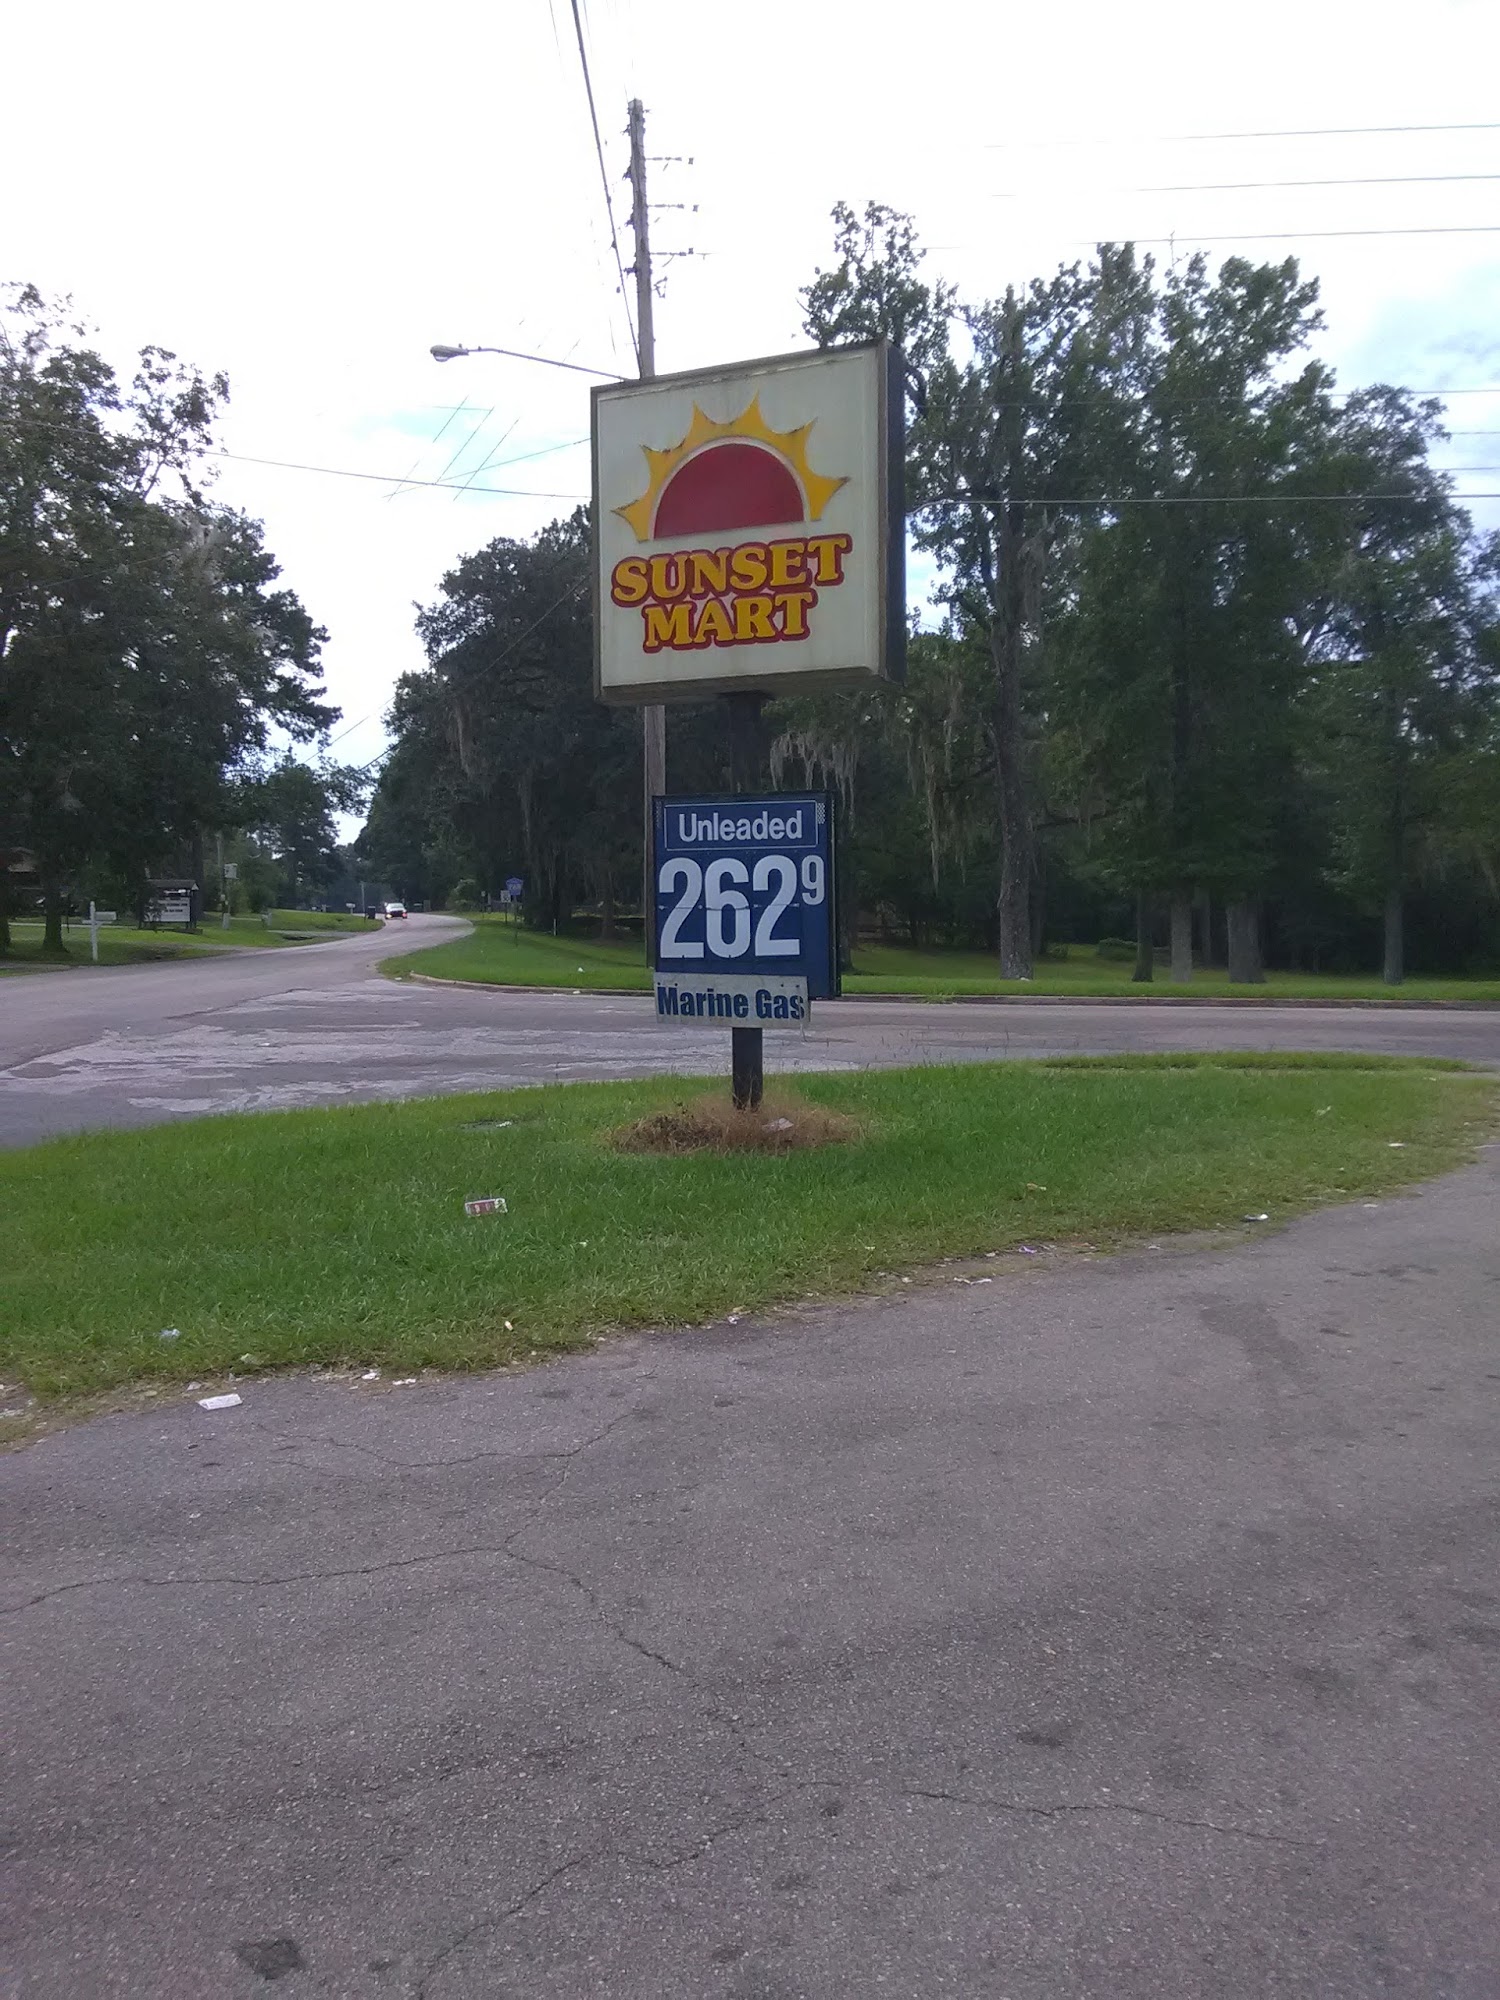 SUNSET
MART
Unleaded
262 9
Marine Gas